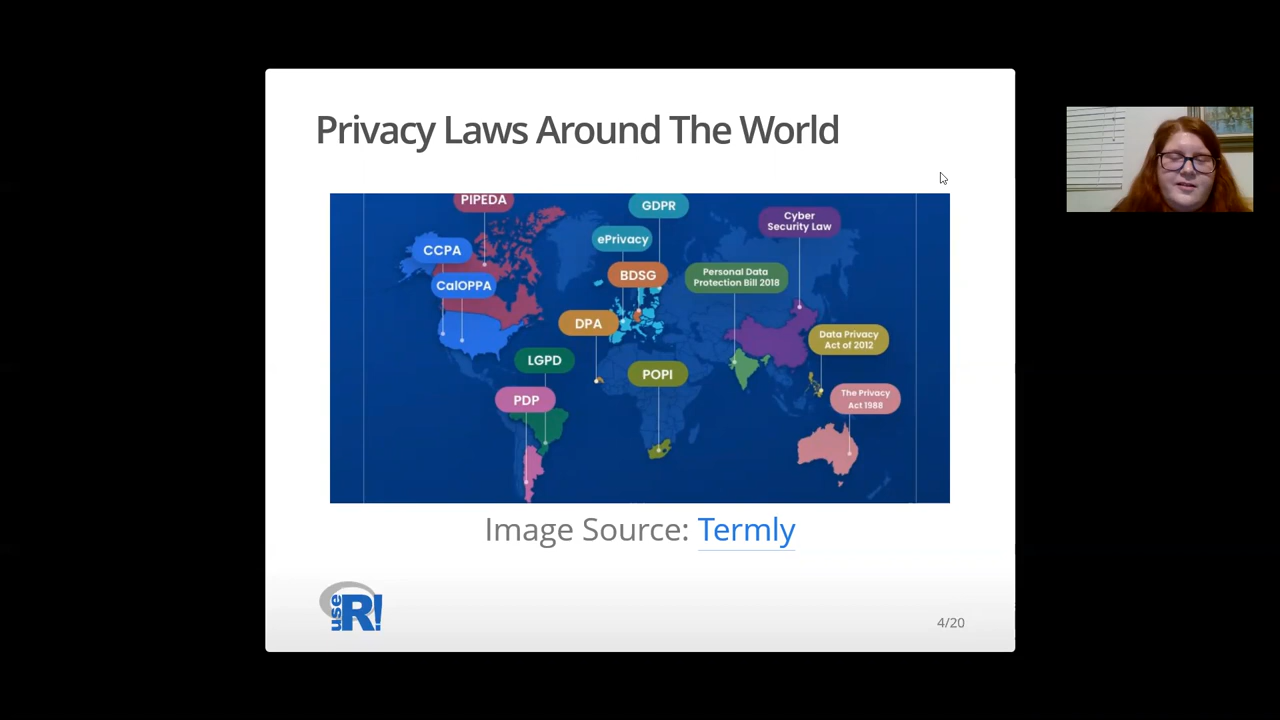 Privacy Laws Around The World
PIPEDA
GDPR
Cyber
Security Law
CCPA
ePrivacy
CalOPPA
BDSG
Personal Data
Protection Bill 2018
DPA
Data Privacy
Act of 2012
LGPD
POPI
PDP
The Privacy
Act 1988
Image Source: Termly
use
R!
4/20